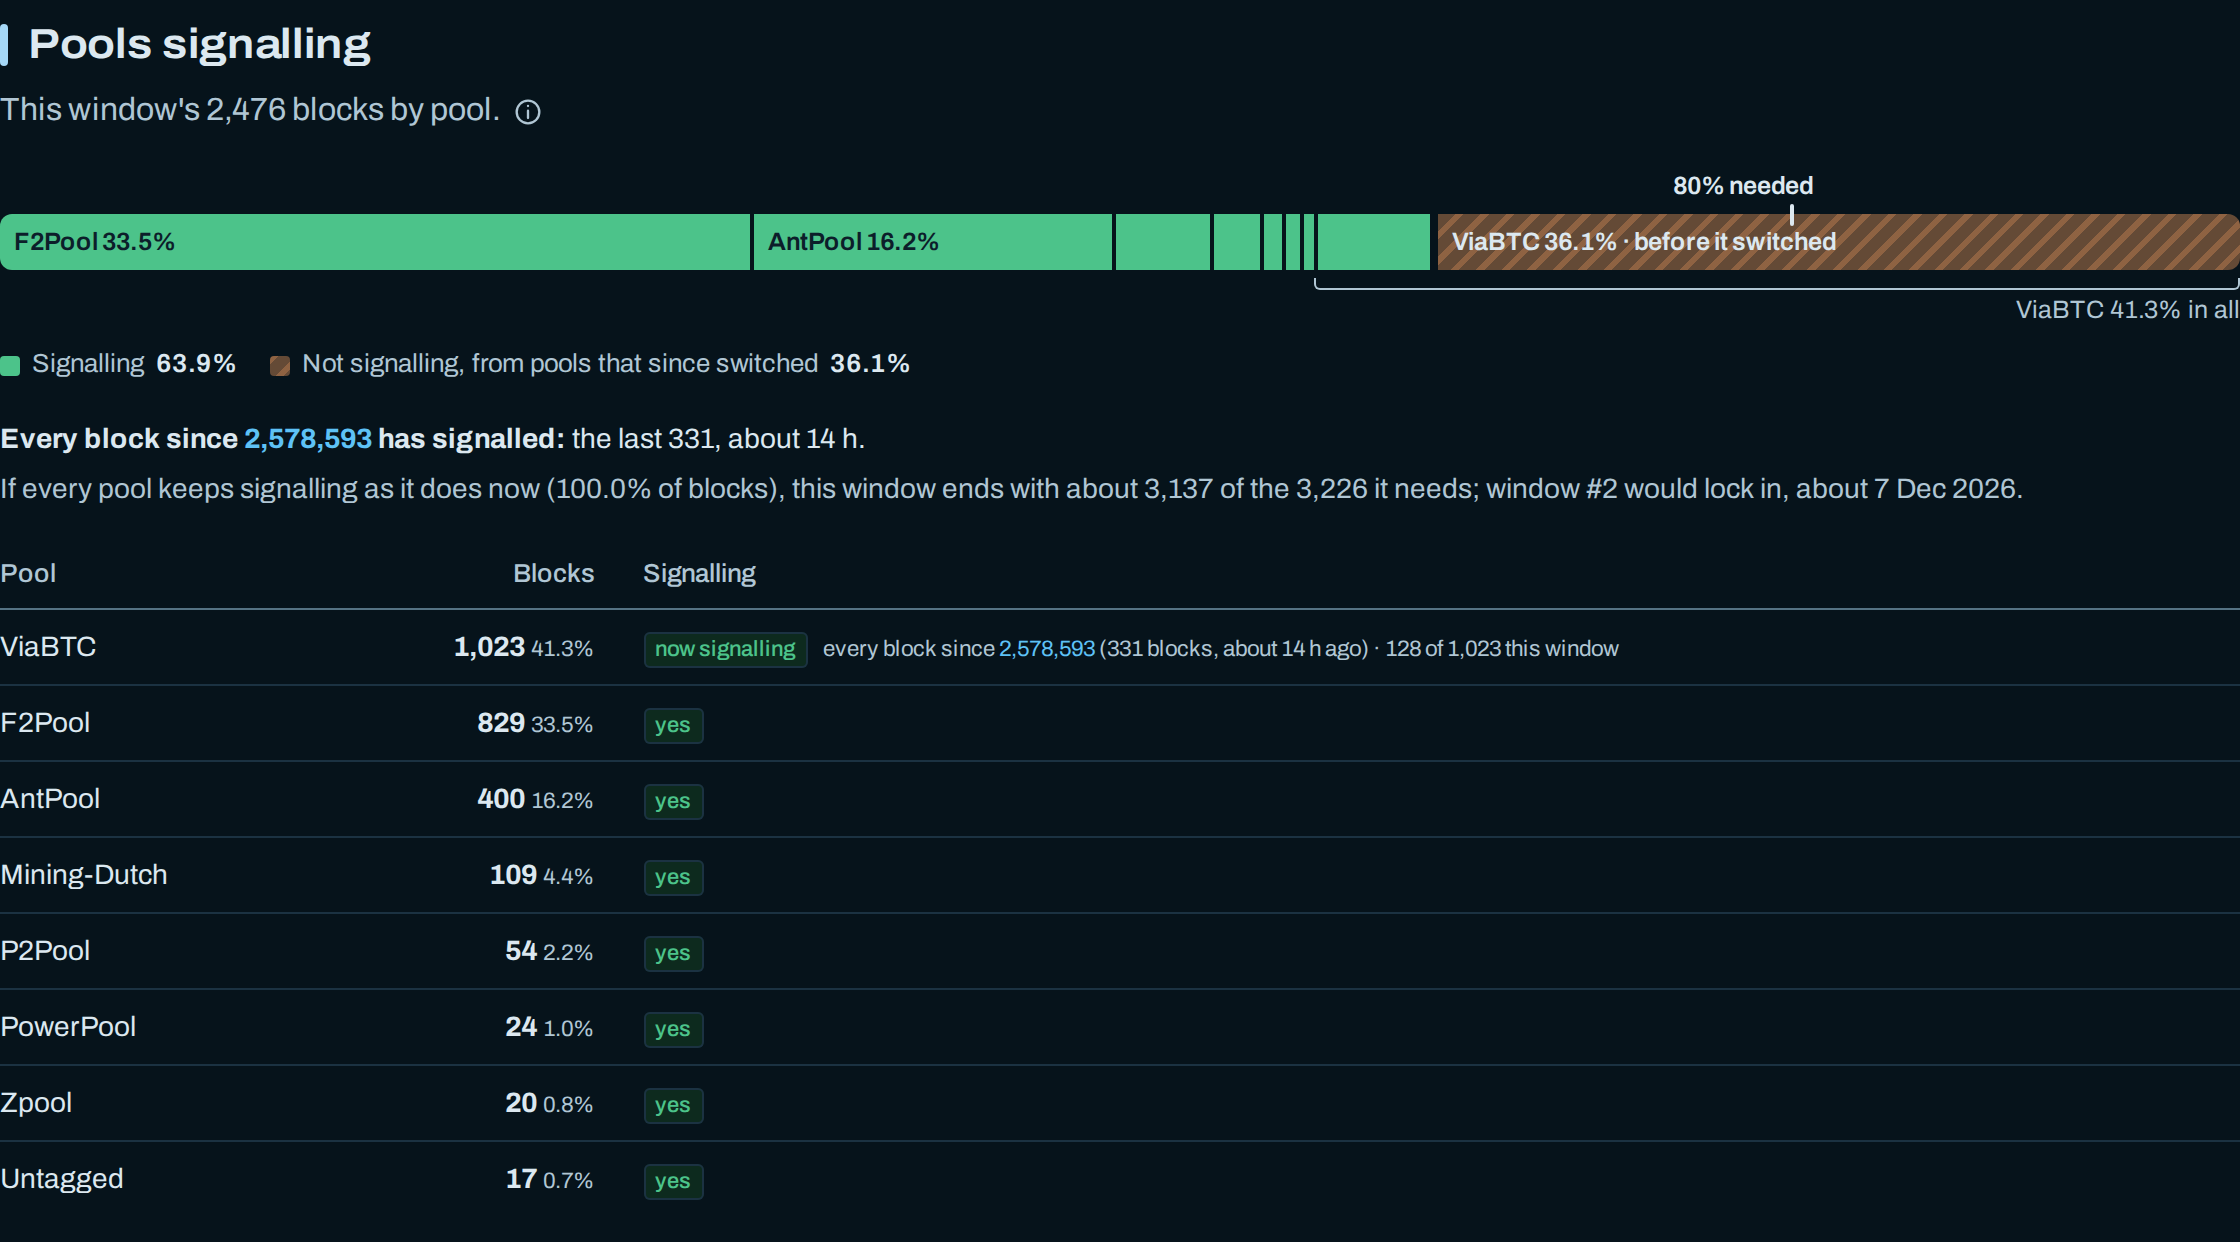 Pools signalling
This window's 2,476 blocks by pool.
80% needed
F2Pool 33.5% AntPool 16.2% ViaBTC 36.1% · before it switched
ViaBTC 41.3% in all
Signalling 63.9% Not signalling, from pools that since switched 36.1%
Every block since 2,578,593 has signalled: the last 331, about 14 h.
If every pool keeps signalling as it does now (100.0% of blocks), this window ends with about 3,137 of the 3,226 it needs; window #2 would lock in, about 7 Dec 2026.
Pool Blocks Signalling
ViaBTC 1,023 41.3% now signalling every block since 2,578,593 (331 blocks, about 14 h ago) · 128 of 1,023 this window
F2Pool 829 33.5% yes
AntPool 400 16.2% yes
Mining-Dutch 109 4.4% yes
P2Pool 54 2.2% yes
PowerPool 24 1.0% yes
Zpool 20 0.8% yes
Untagged 17 0.7% yes